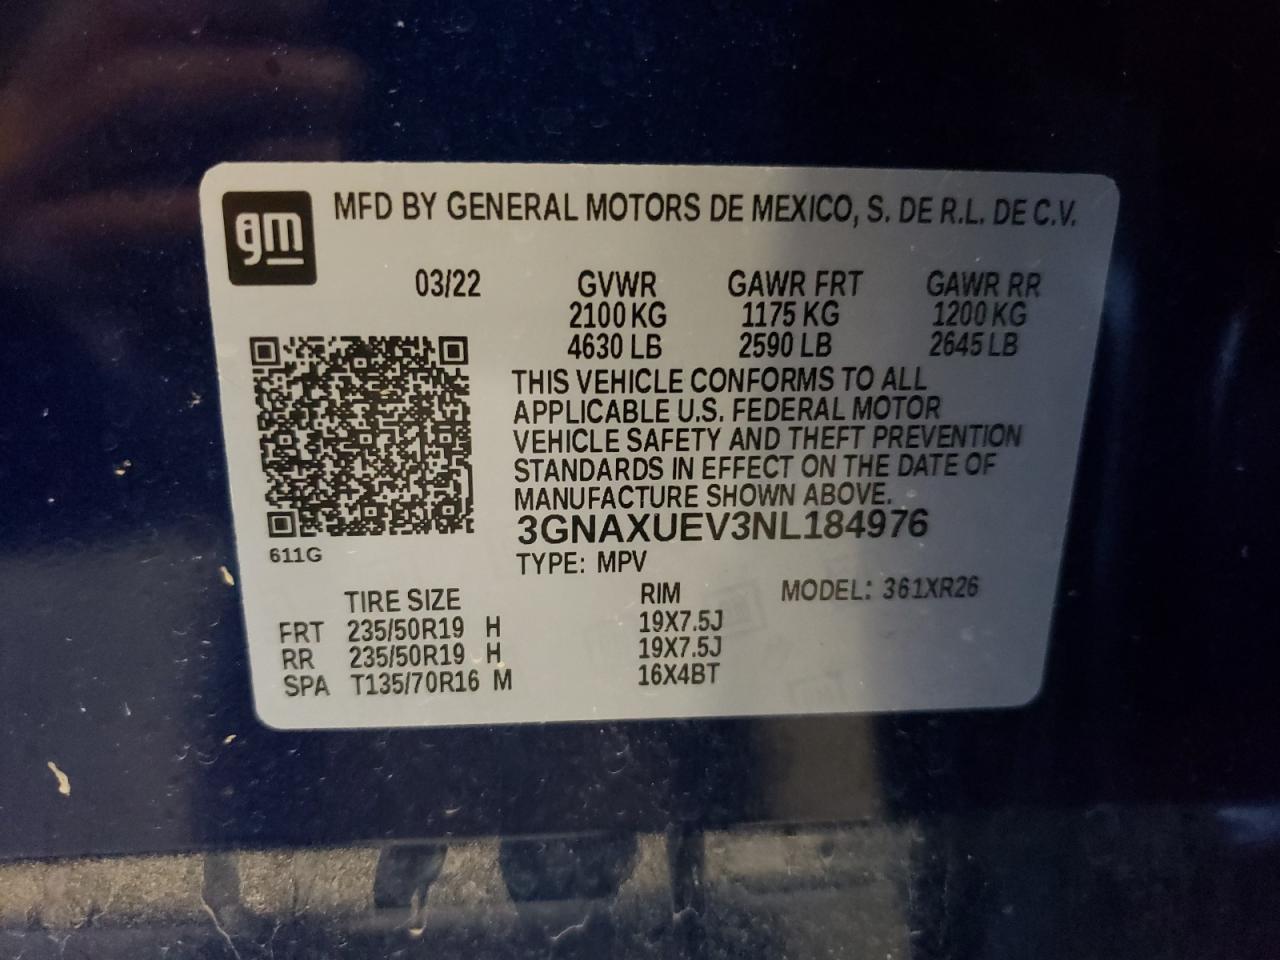 gm
MFD BY GENERAL MOTORS DE MEXICO, S. DE R.L. DE C.V.
03/22 GVWR GAWR FRT GAWR RR
2100 KG 1175 KG 1200 KG
4630 LB 2590 LB 2645 LB
THIS VEHICLE CONFORMS TO ALL
APPLICABLE U.S. FEDERAL MOTOR
VEHICLE SAFETY AND THEFT PREVENTION
STANDARDS IN EFFECT ON THE DATE OF
MANUFACTURE SHOWN ABOVE.
3GNAXUEV3NL184976
611G
TYPE: MPV
TIRE SIZE RIM MODEL: 361XR26
FRT 235/50R19 H 19X7.5J
RR 235/50R19 H 19X7.5J
SPA T135/70R16 M 16X4BT